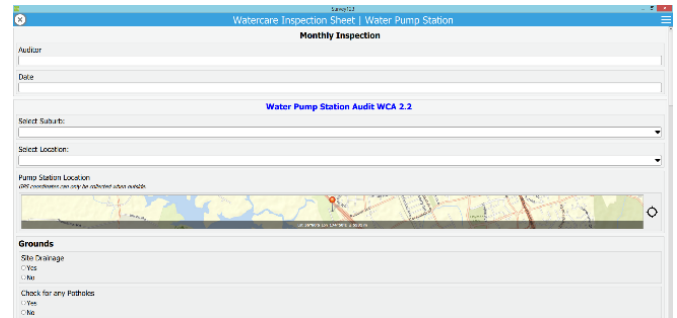 Survey123
Watercare Inspection Sheet | Water Pump Station
Monthly Inspection
Auditor
Date
Water Pump Station Audit WCA 2.2
Select Suburb:
Select Location:
Pump Station Location
GPS coordinates can only be collected when outside.
Grounds
Site Drainage
Yes
No
Check for any Potholes
Yes
No